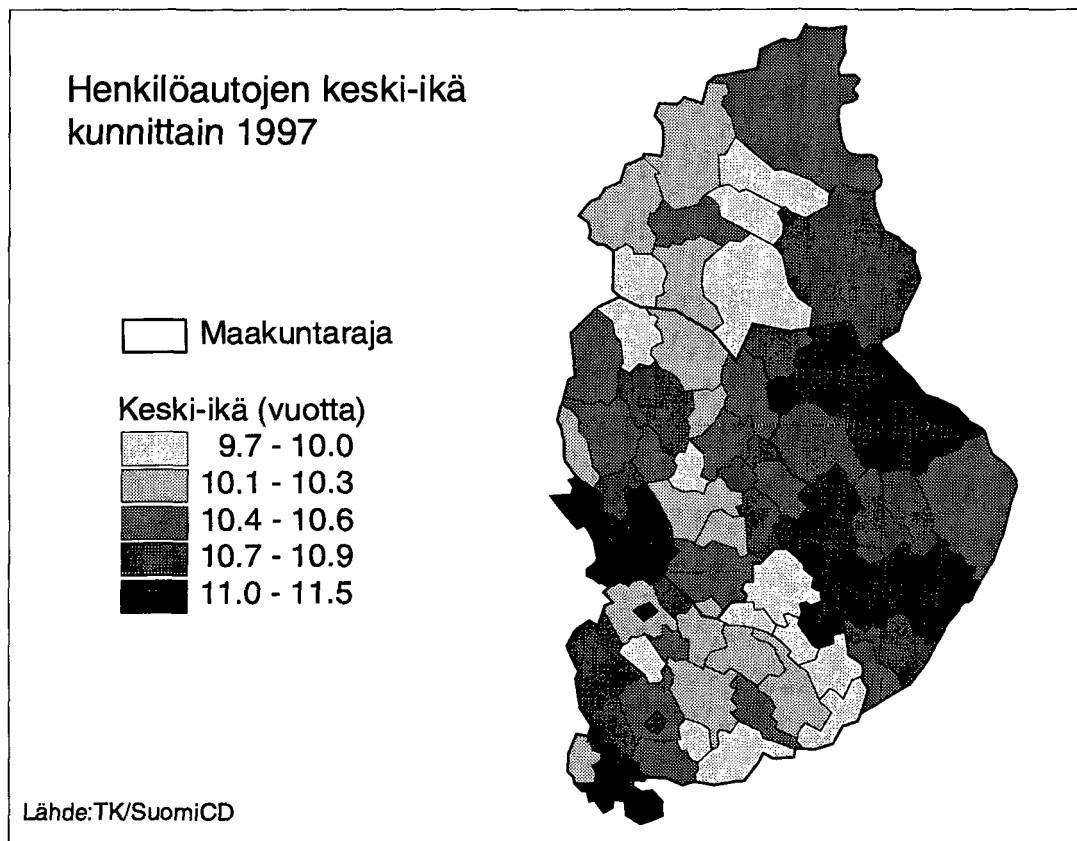 Henkilöautojen keski-ikä
kunnittain 1997
Maakuntaraja
Keski-ikä (vuotta)
9.7 - 10.0
10.1 - 10.3
10.4 - 10.6
10.7 - 10.9
11.0 - 11.5
Lähde:TK/SuomiCD